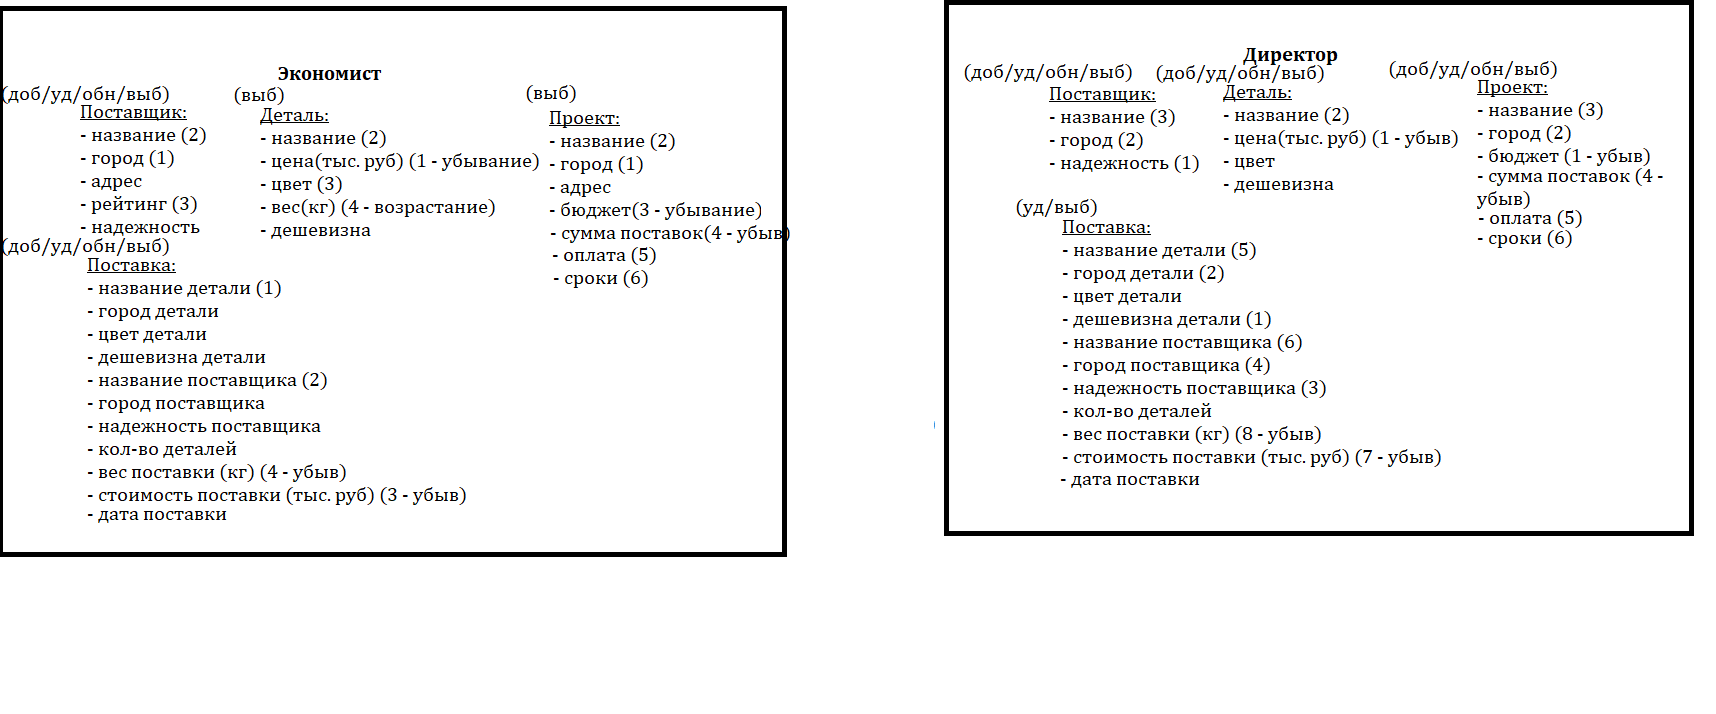 Экономист
(доб/уд/обн/выб)
Поставщик:
- название (2)
- город (1)
- адрес
- рейтинг (3)
- надежность
(выб)
Деталь:
- название (2)
- цена(тыс. руб) (1 - убывание)
- цвет (3)
- вес(кг) (4 - возрастание)
- дешевизна
(выб)
Проект:
- название (2)
- город (1)
- адрес
- бюджет(3 - убывание)
- сумма поставок(4 - убыв)
- оплата (5)
- сроки (6)
(доб/уд/обн/выб)
Поставка:
- название детали (1)
- город детали
- цвет детали
- дешевизна детали
- название поставщика (2)
- город поставщика
- надежность поставщика
- кол-во деталей
- вес поставки (кг) (4 - убыв)
- стоимость поставки (тыс. руб) (3 - убыв)
- дата поставки
Директор
(доб/уд/обн/выб)
Поставщик:
- название (3)
- город (2)
- надежность (1)
(доб/уд/обн/выб)
Деталь:
- название (2)
- цена(тыс. руб) (1 - убыв)
- цвет
- дешевизна
(доб/уд/обн/выб)
Проект:
- название (3)
- город (2)
- бюджет (1 - убыв)
- сумма поставок (4 -
убыв)
- оплата (5)
- сроки (6)
(уд/выб)
Поставка:
- название детали (5)
- город детали (2)
- цвет детали
- дешевизна детали (1)
- название поставщика (6)
- город поставщика (4)
- надежность поставщика (3)
- кол-во деталей
- вес поставки (кг) (8 - убыв)
- стоимость поставки (тыс. руб) (7 - убыв)
- дата поставки